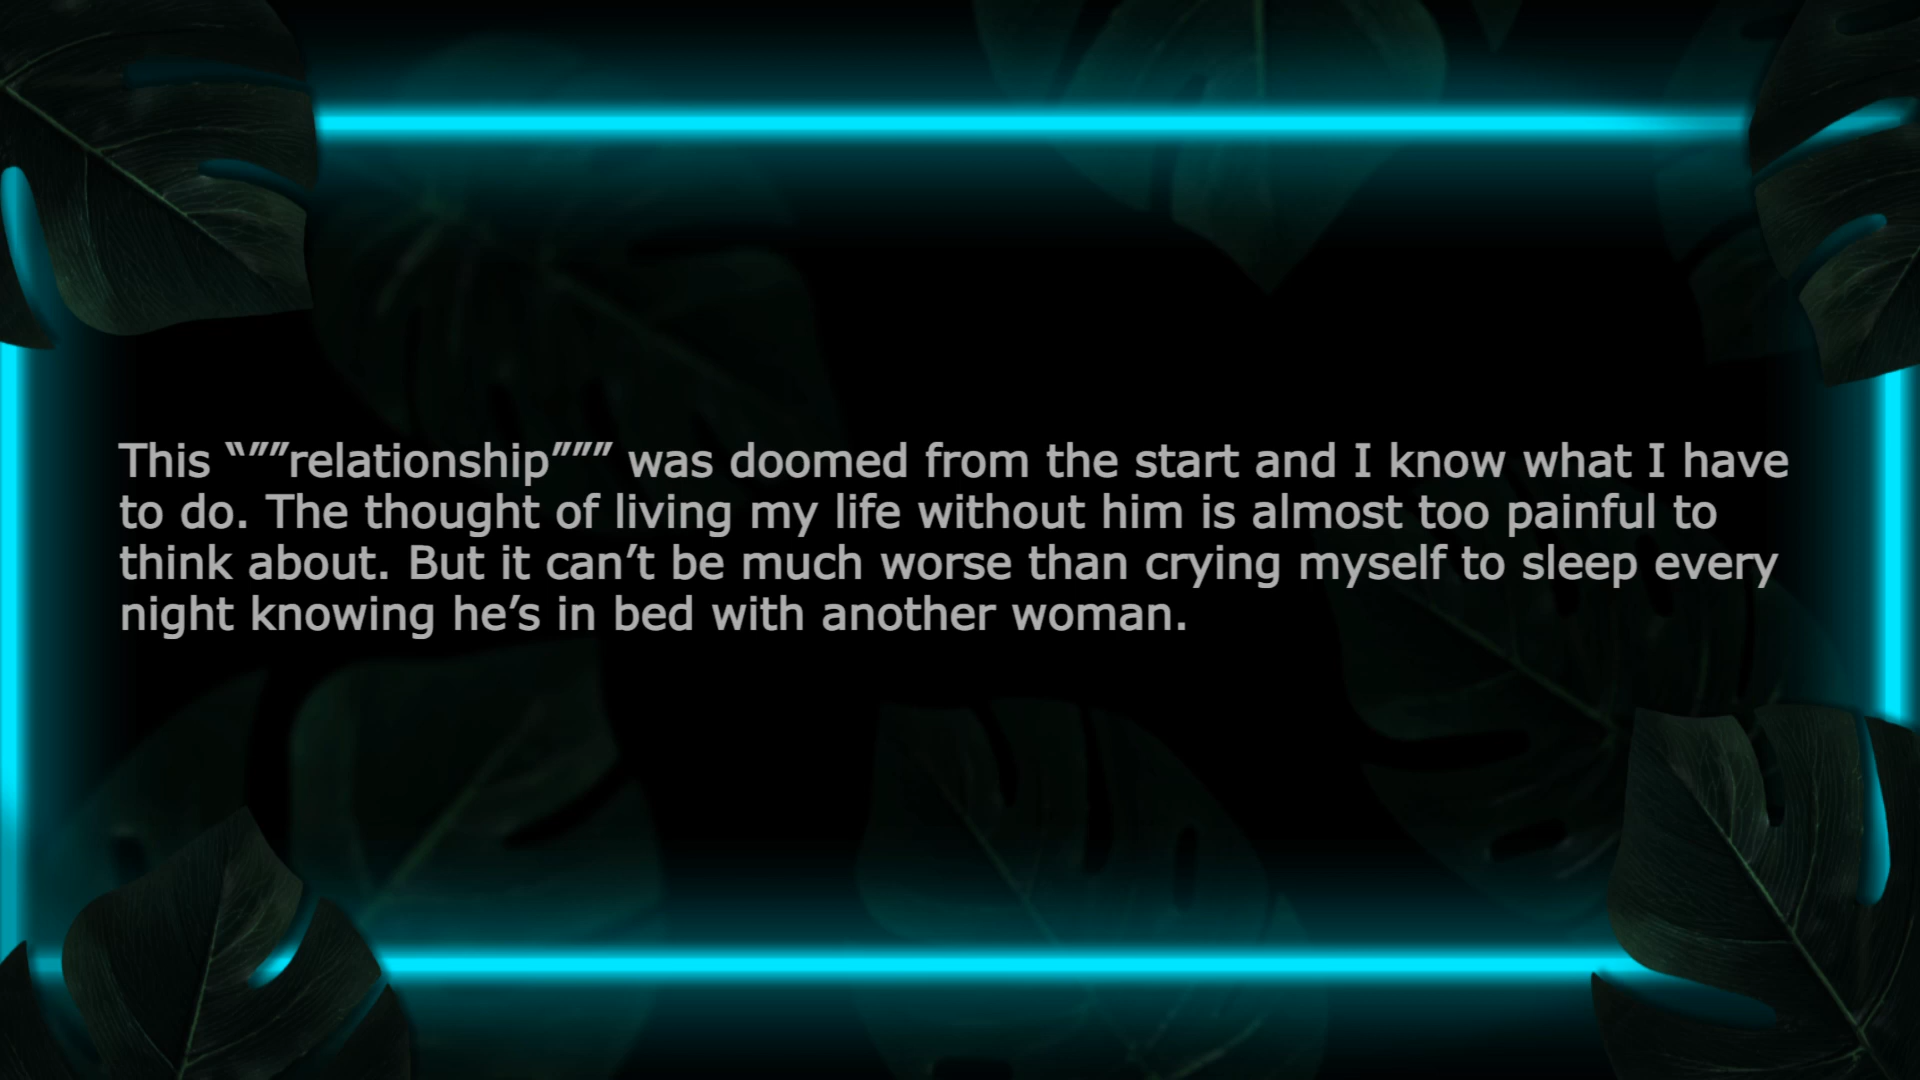 This “””relationship””” was doomed from the start and I know what I have
to do. The thought of living my life without him is almost too painful to
think about. But it can’t be much worse than crying myself to sleep every
night knowing he’s in bed with another woman.